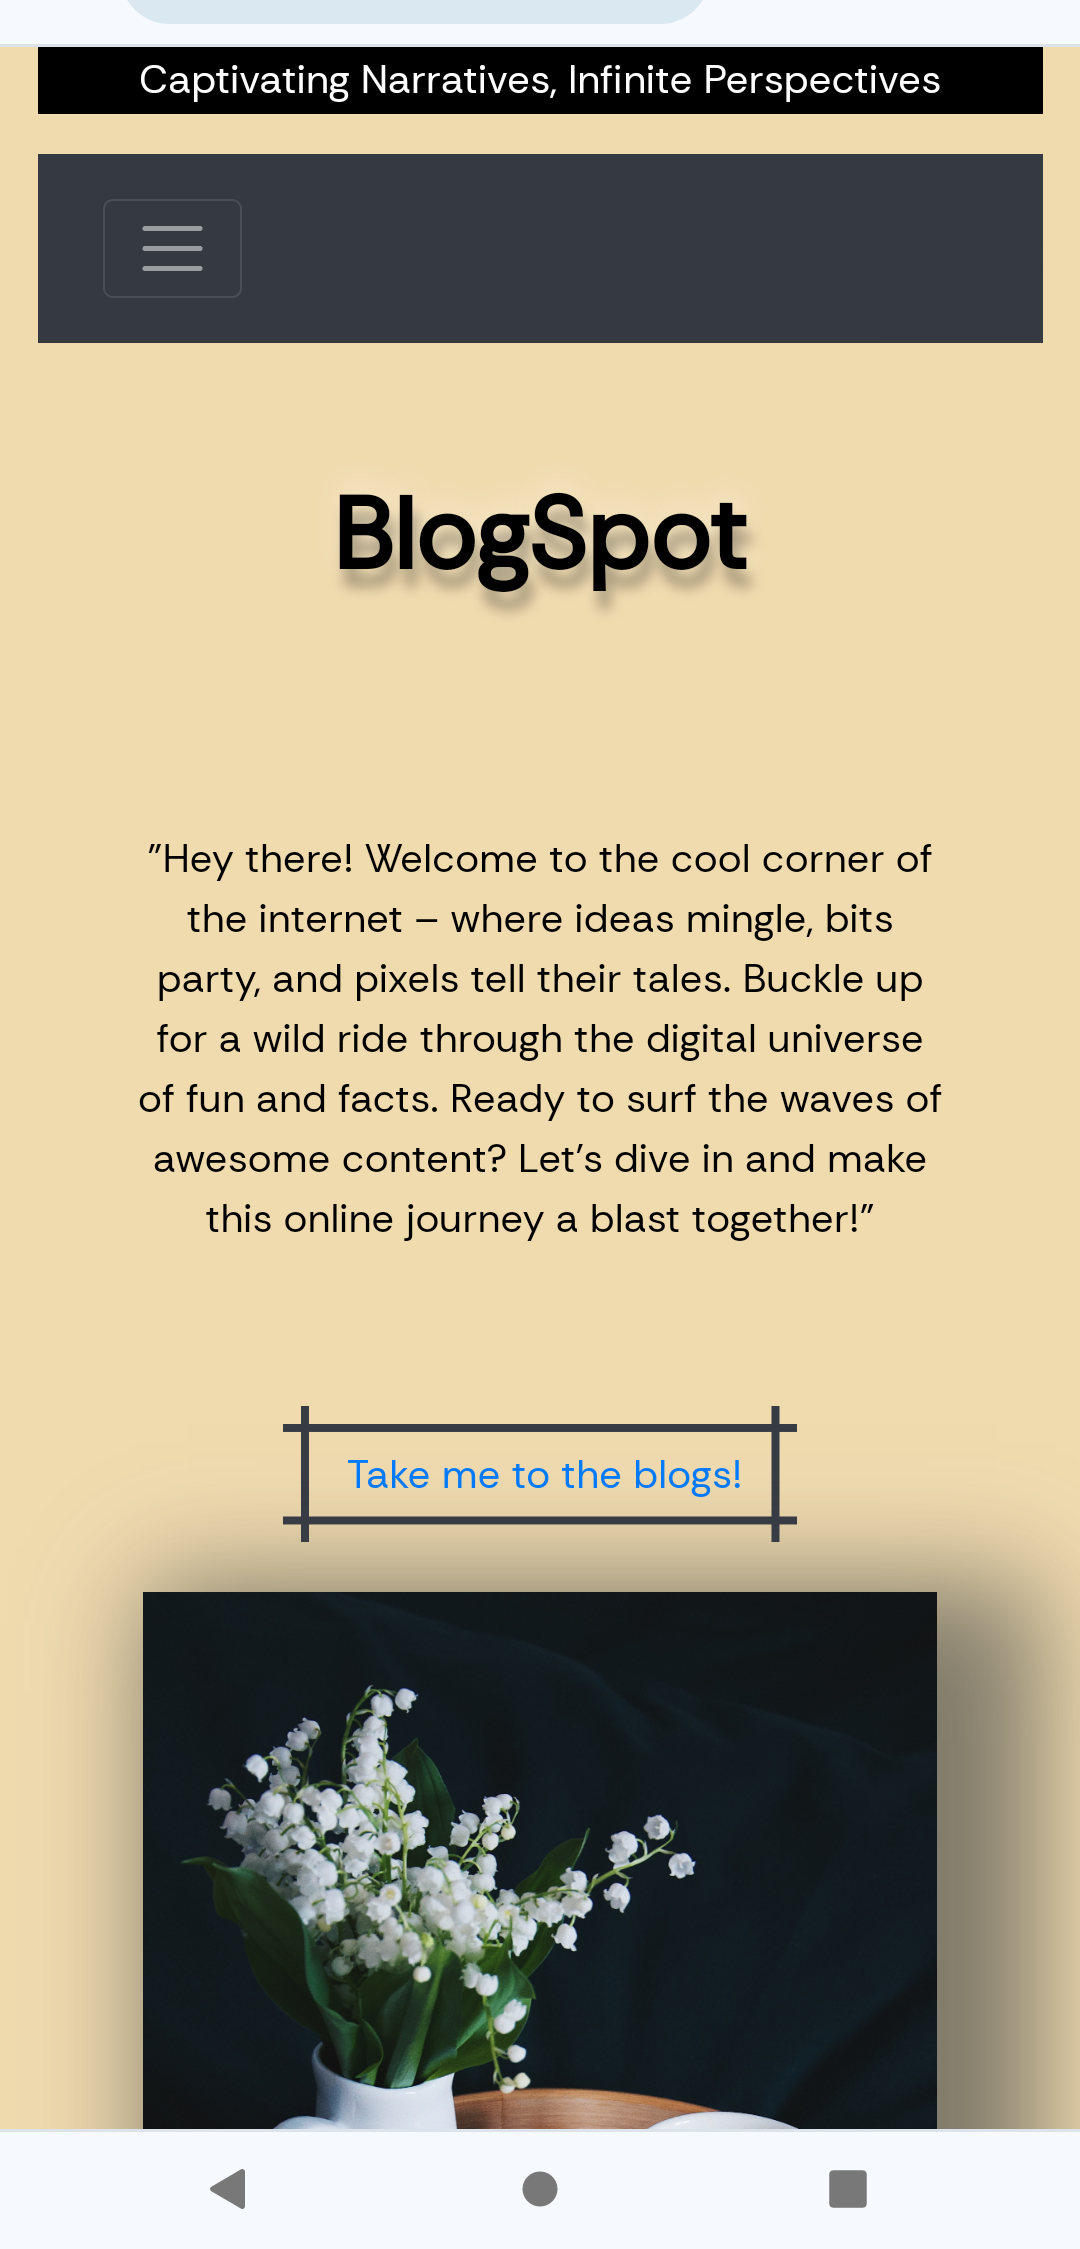 Captivating Narratives, Infinite Perspectives
BlogSpot
"Hey there! Welcome to the cool corner of
the internet – where ideas mingle, bits
party, and pixels tell their tales. Buckle up
for a wild ride through the digital universe
of fun and facts. Ready to surf the waves of
awesome content? Let's dive in and make
this online journey a blast together!"
Take me to the blogs!